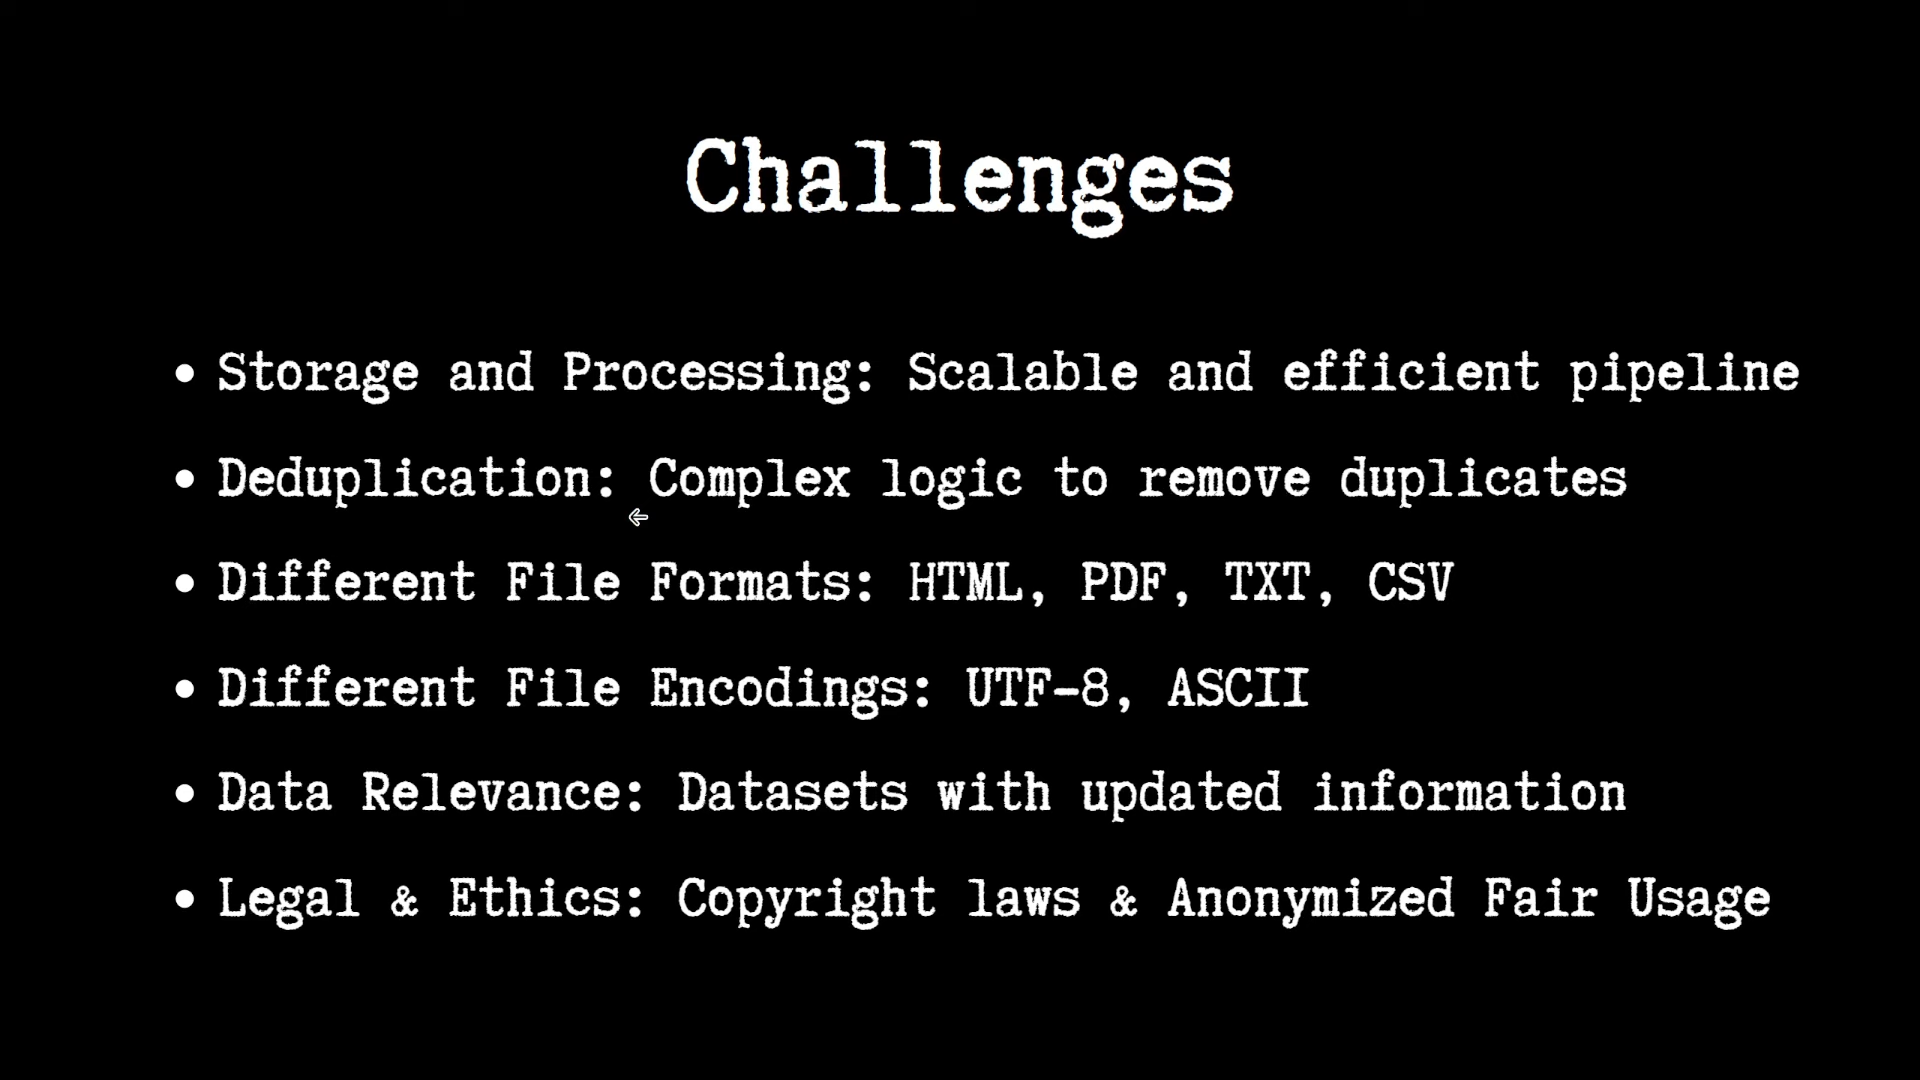 Challenges
• Storage and Processing: Scalable and efficient pipeline
• Deduplication: Complex logic to remove duplicates
• Different File Formats: HTML, PDF, TXT, CSV
• Different File Encodings: UTF-8, ASCII
• Data Relevance: Datasets with updated information
• Legal & Ethics: Copyright laws & Anonymized Fair Usage